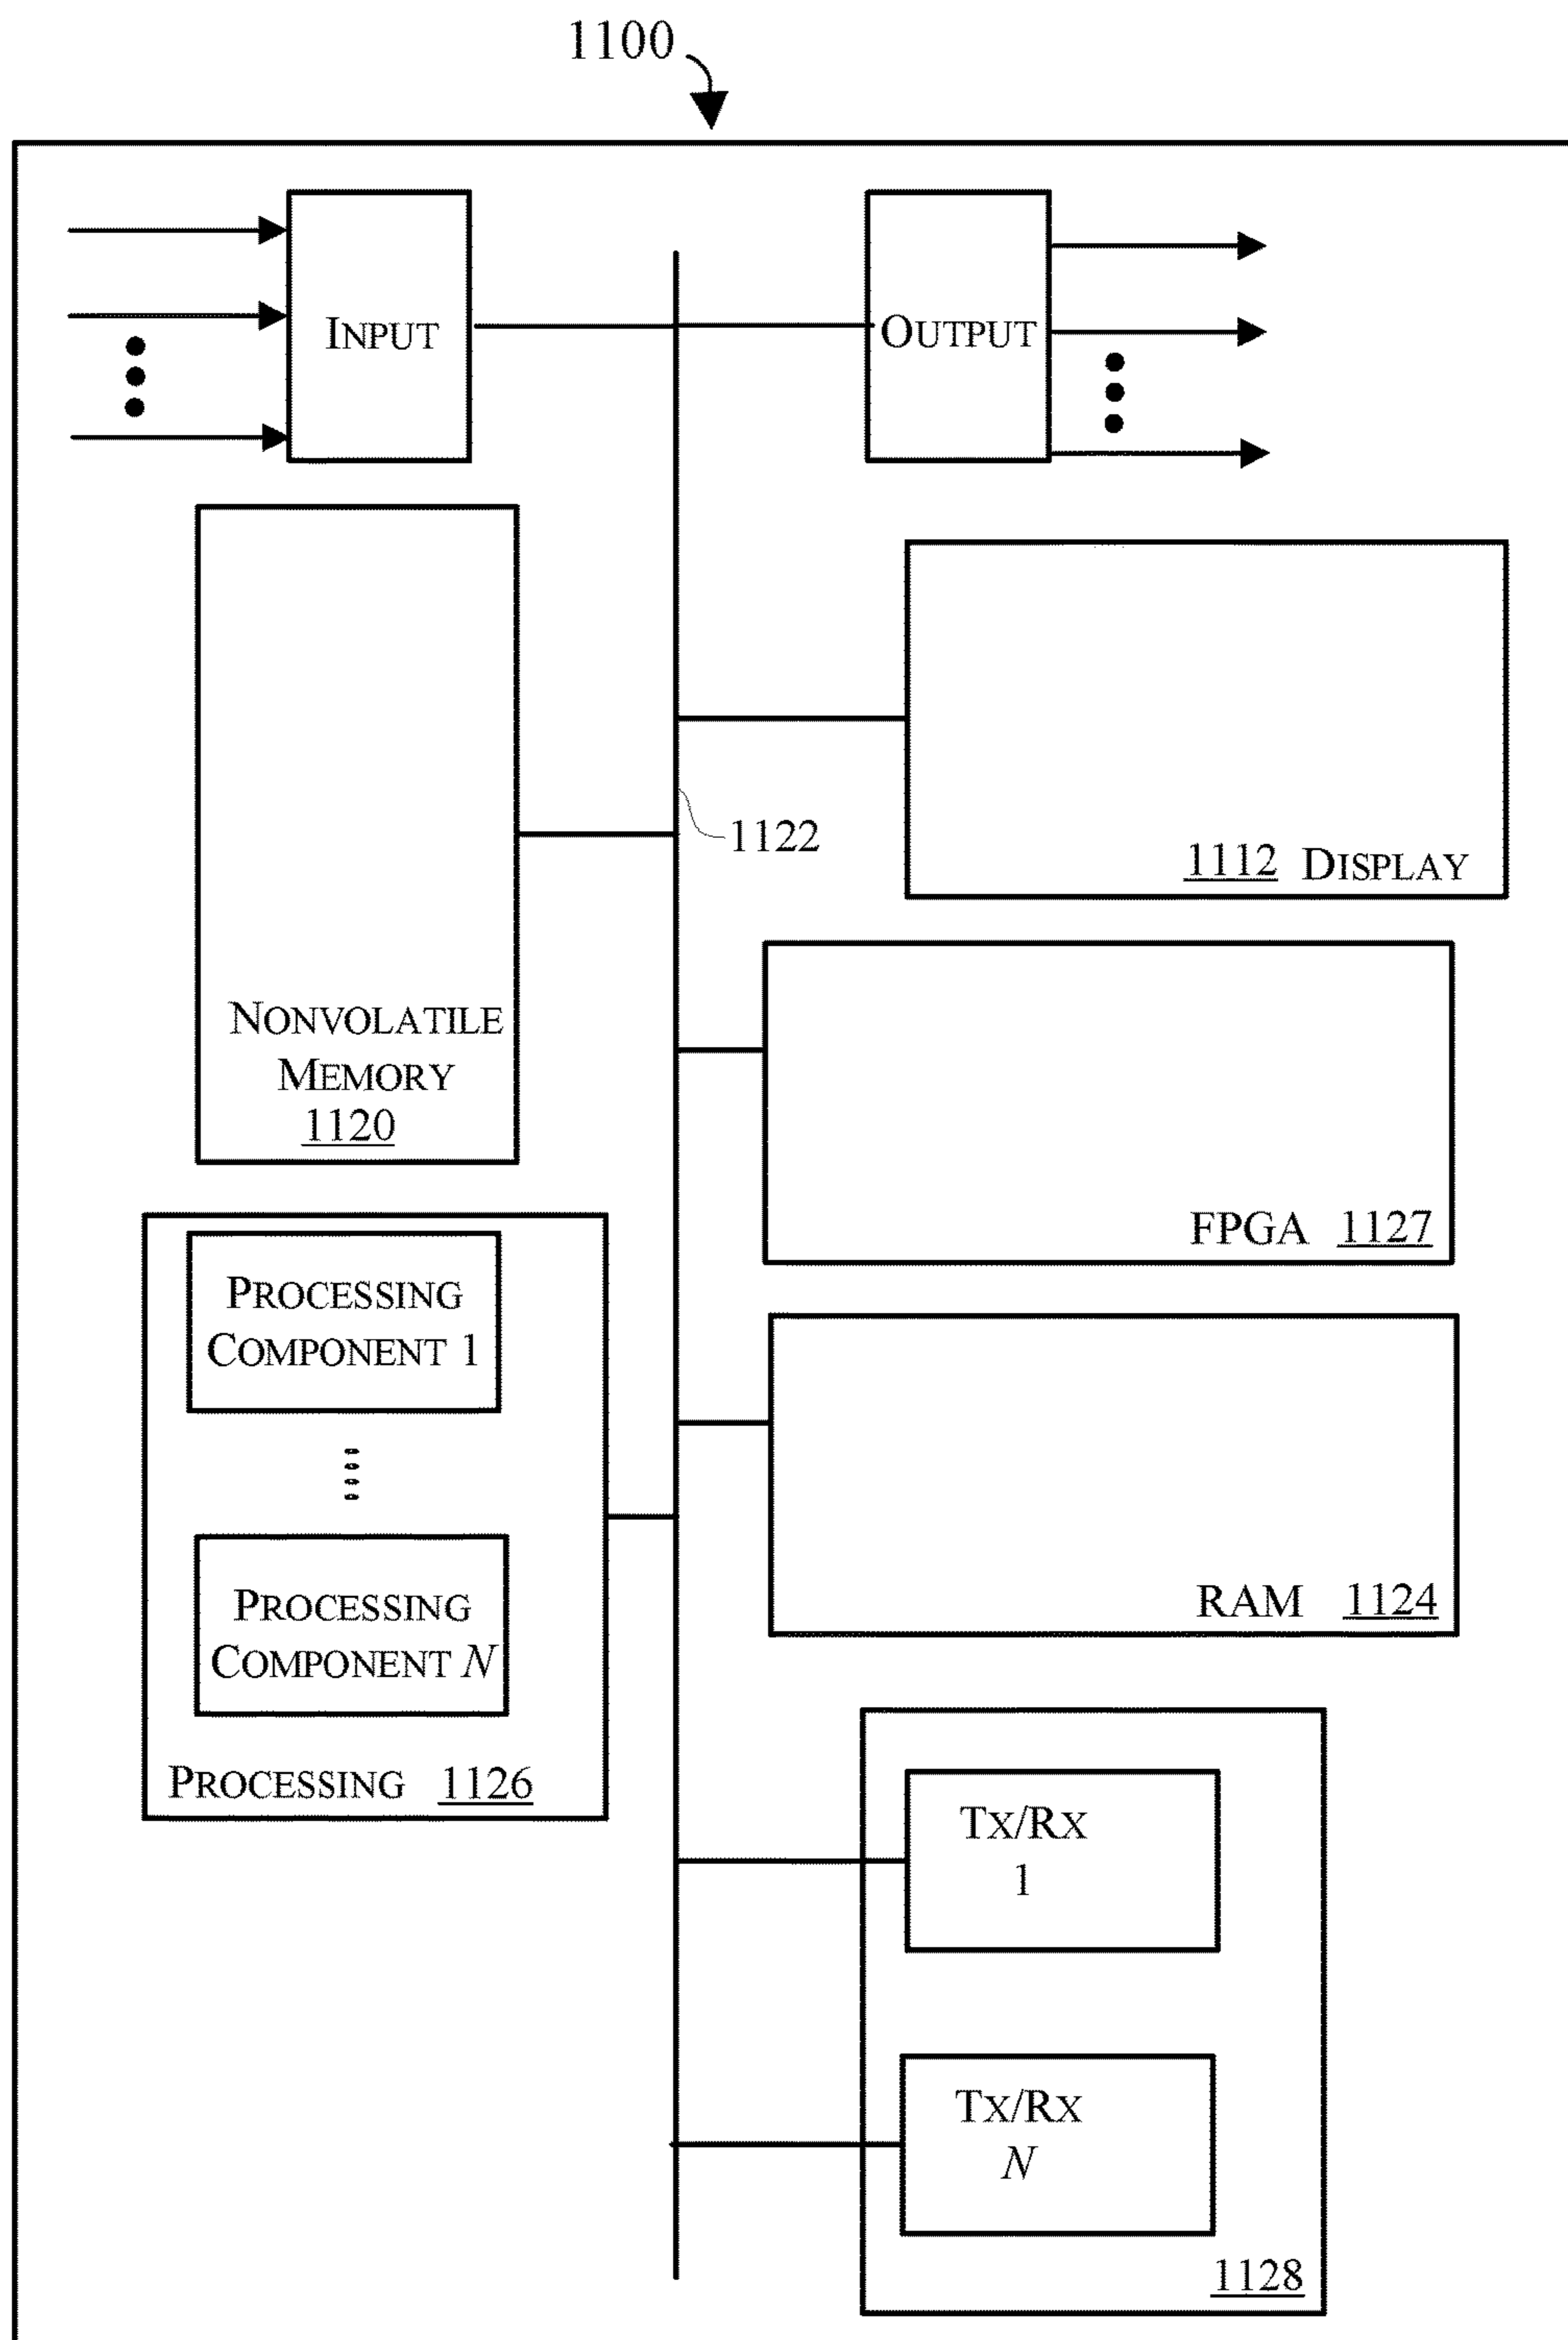 1100
INPUT
OUTPUT
1122
1112 DISPLAY
NONVOLATILE
MEMORY
1120
FPGA 1127
PROCESSING
COMPONENT 1
PROCESSING
COMPONENT N
PROCESSING 1126
RAM 1124
TX/RX
1
TX/RX
N
1128